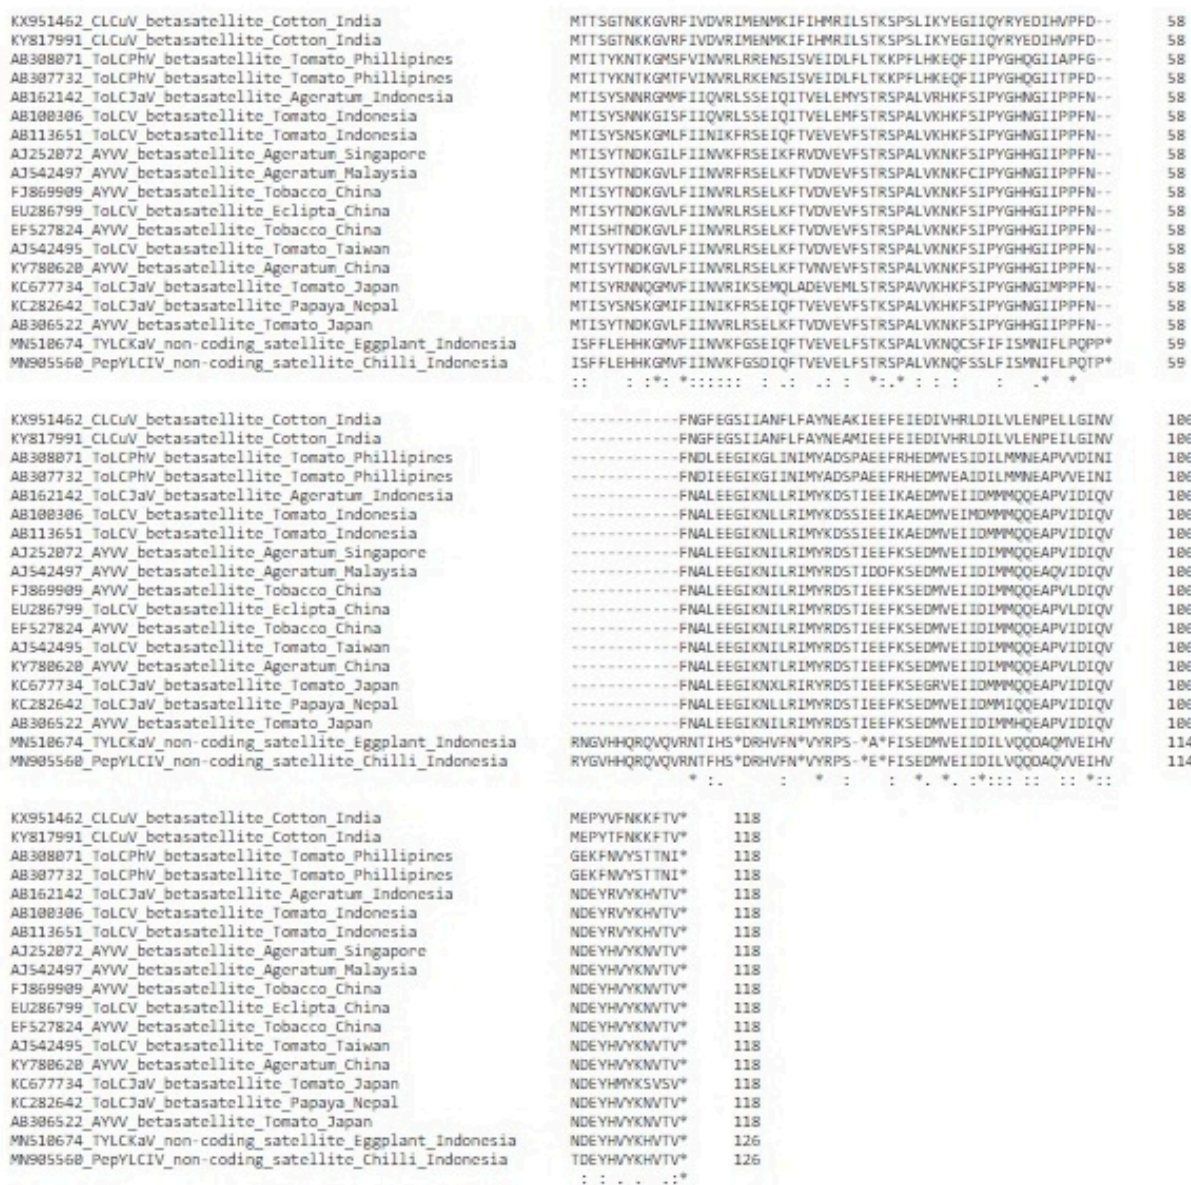 KX951462_CLCuV_betasatellite_Cotton_India MTTSGTNKKGVRFIVDVRIMENMKIFIHMRILSTKSPSLIKYEGIIQYRYEDIHVPFD-- 58
KY817991_CLCuV_betasatellite_Cotton_India MTTSGTNKKGVRFIVDVRIMENMKIFIHMRILSTKSPSLIKYEGIIQYRYEDIHVPFD-- 58
AB308071_ToLCPhV_betasatellite_Tomato_Phillipines MTITYKNTKGMSFVINVRLRRENSISVEIDLFLTKKPFLHKEQFIIPYGHQGIIAPFG-- 58
AB307732_ToLCPhV_betasatellite_Tomato_Phillipines MTITYKNTKGMTFVINVRLRKENSISVEIDLFLTKKPFLHKEQFIIPYGHQGIITPFD-- 58
AB162142_ToLCJaV_betasatellite_Ageratum_Indonesia MTISYSNNRGMMFIIQVRLSSEIQITVELEMYSTRSPALVRHKFSIPYGHNGIIPPFN-- 58
AB100306_ToLCV_betasatellite_Tomato_Indonesia MTISYSNNKGISFIIQVRLSSEIQITVELEMFSTRSPALVKHKFSIPYGHNGIIPPFN-- 58
AB113651_ToLCV_betasatellite_Tomato_Indonesia MTISYSNSKGMLFIINIKFRSEIQFTVEVEVFSTRSPALVKHKFSIPYGHNGIIPPFN-- 58
AJ252072_AYVV_betasatellite_Ageratum_Singapore MTISYTNDKGILFIINVKFRSEIKFRVDVEVFSTRSPALVKNKFSIPYGHHGIIPPFN-- 58
AJ542497_AYVV_betasatellite_Ageratum_Malaysia MTISYTNDKGMLFIINVRFRSELKFTVDVEVFSTRSPALVKNKFCIPYGHNGIIPPFN-- 58
FJ869909_AYVV_betasatellite_Tobacco_China MTISYTNDKGVLFIINVRLRSELKFTVDVEVFSTRSPALVKNKFSIPYGHHGIIPPFN-- 58
EU286799_ToLCV_betasatellite_Eclipta_China MTISYTNDKGVLFIINVRLRSELKFTVDVEVFSTRSPALVKNKFSIPYGHHGIIPPFN-- 58
EF527824_AYVV_betasatellite_Tobacco_China MTISHTNDKGVLFIINVRLRSELKFTVDVEVFSTRSPALVKNKFSIPYGHHGIIPPFN-- 58
AJ542495_ToLCV_betasatellite_Tomato_Taiwan MTISYTNDKGVLFIINVRLRSELKFTVDVEVFSTRSPALVKNKFSIPYGHHGIIPPFN-- 58
KY780620_AYVV_betasatellite_Ageratum_China MTISYTNDKGVLFIINVRLRSELKFTVNVEVFSTRSPALVKNKFSIPYGHHGIIPPFN-- 58
KC677734_ToLCJaV_betasatellite_Tomato_Japan MTISYRNNQGMVFIINVRIKSEMQLADEVEMLSTRSPAVVKHKFSIPYGHNGIMPPFN-- 58
KC282642_ToLCJaV_betasatellite_Papaya_Nepal MTISYSNSKGMIFIINIKFRSEIQFTVEVEVFSTRSPALVKHKFSIPYGHNGIIPPFN-- 58
AB306522_AYVV_betasatellite_Tomato_Japan MTISYTNDKGVLFIINVRLRSELKFTVDVEVFSTRSPALVKNKFSIPYGHHGIIPPFN-- 58
MN510674_TYLCKaV_non-coding_satellite_Eggplant_Indonesia ISFFLEHHKGMVFIINVKFGSEIQFTVEVELFSTRSPALVKNQCSFIFISMNIFLPQPP* 59
MN905560_PepYLCIV_non-coding_satellite_Chilli_Indonesia ISFFLEHHKGMVFIINVKFGSDIQFTVEVELFSTRSPALVKNQFSSLFISMNIFLPQTP* 59
:: : :*: *:::::: : .: .: : *:.* : : : : .* *
KX951462_CLCuV_betasatellite_Cotton_India ------------FNGFEGSIIANFLFAYNEAKIEEFEIEDIVHRLDILVLENPELLGINV 106
KY817991_CLCuV_betasatellite_Cotton_India ------------FNGFEGSIIANFLFAYNEAMIEEFEIEDIVHRLDILVLENPEILGINV 106
AB308071_ToLCPhV_betasatellite_Tomato_Phillipines ------------FNDLEEGIKGLINIMYADSPAEEFRHEDMVESIDILMMNEAPVVDINI 106
AB307732_ToLCPhV_betasatellite_Tomato_Phillipines ------------FNDIEEGIKGIINIMYADSPAEEFRHEDMVEAIDILMMNEAPVVEINI 106
AB162142_ToLCJaV_betasatellite_Ageratum_Indonesia ------------FNALEEGIKNLLRIMYKDSTIEEIKAEDMVEIIDMMMQQEAPVIDIQV 106
AB100306_ToLCV_betasatellite_Tomato_Indonesia ------------FNALEEGIKNLLRIMYKDSSIEEIKAEDMVEIMDMMMQQEAPVIDIQV 106
AB113651_ToLCV_betasatellite_Tomato_Indonesia ------------FNALEEGIKNLLRIMYKDSSIEEIKAEDMVEIIDMMMQQEAPVIDIQV 106
AJ252072_AYVV_betasatellite_Ageratum_Singapore ------------FNALEEGIKNILRIMYRDSTIEEFKSEDMVEIIDIMMQQEAPVIDIQV 106
AJ542497_AYVV_betasatellite_Ageratum_Malaysia ------------FNALEEGIKNILRIMYRDSTIDDFKSEDMVEIIDIMMQQEAQVIDIQV 106
FJ869909_AYVV_betasatellite_Tobacco_China ------------FNALEEGIKNILRIMYRDSTIEEFKSEDMVEIIDIMMQQEAPVLDIQV 106
EU286799_ToLCV_betasatellite_Eclipta_China ------------FNALEEGIKNILRIMYRDSTIEEFKSEDMVEIIDIMMQQEAPVLDIQV 106
EF527824_AYVV_betasatellite_Tobacco_China ------------FNALEEGIKNILRIMYRDSTIEEFKSEDMVEIIDIMMQQEAPVIDIQV 106
AJ542495_ToLCV_betasatellite_Tomato_Taiwan ------------FNALEEGIKNILRIMYRDSTIEEFKSEDMVEIIDIMMQQEAPVIDIQV 106
KY780620_AYVV_betasatellite_Ageratum_China ------------FNALEEGIKNTLRIMYRDSTIEEFKSEDMVEIIDIMMQQEAPVLDIQV 106
KC677734_ToLCJaV_betasatellite_Tomato_Japan ------------FNALEEGIKNXLRIRYRDSTIEEFKSEGRVEIIDMMMQQEAPVIDIQV 106
KC282642_ToLCJaV_betasatellite_Papaya_Nepal ------------FNALEEGIKNLLRIMYRDSTIEEFKSEDMVEIIDMMIQQEAPVIDIQV 106
AB306522_AYVV_betasatellite_Tomato_Japan ------------FNALEEGIKNILRIMYRDSTIEEFKSEDMVEIIDIMMHQEAPVIDIQV 106
MN510674_TYLCKaV_non-coding_satellite_Eggplant_Indonesia RNGVHHQRQVQVRNTIHS*DRHVFN*VYRPS-*A*FISEDMVEIIDILVQQDAQMVEIHV 114
MN905560_PepYLCIV_non-coding_satellite_Chilli_Indonesia RYGVHHQRQVQVRNTFHS*DRHVFN*VYRPS-*E*FISEDMVEIIDILVQQDAQVVEIHV 114
* :. : * : : *. *. :*:::: :: *::
KX951462_CLCuV_betasatellite_Cotton_India MEPYVFNKKFTV* 118
KY817991_CLCuV_betasatellite_Cotton_India MEPYTFNKKFTV* 118
AB308071_ToLCPhV_betasatellite_Tomato_Phillipines GEKFNVYSTTNI* 118
AB307732_ToLCPhV_betasatellite_Tomato_Phillipines GEKFNVYSTTNI* 118
AB162142_ToLCJaV_betasatellite_Ageratum_Indonesia NDEYRVYKHVTV* 118
AB100306_ToLCV_betasatellite_Tomato_Indonesia NDEYRVYKHVTV* 118
AB113651_ToLCV_betasatellite_Tomato_Indonesia NDEYRVYKHVTV* 118
AJ252072_AYVV_betasatellite_Ageratum_Singapore NDEYHVYKNVTV* 118
AJ542497_AYVV_betasatellite_Ageratum_Malaysia NDEYHVYKNVTV* 118
FJ869909_AYVV_betasatellite_Tobacco_China NDEYHVYKNVTV* 118
EU286799_ToLCV_betasatellite_Eclipta_China NDEYHVYKNVTV* 118
EF527824_AYVV_betasatellite_Tobacco_China NDEYHVYKNVTV* 118
AJ542495_ToLCV_betasatellite_Tomato_Taiwan NDEYHVYKNVTV* 118
KY780620_AYVV_betasatellite_Ageratum_China NDEYHVYKNVTV* 118
KC677734_ToLCJaV_betasatellite_Tomato_Japan NDEYHMYKSVSV* 118
KC282642_ToLCJaV_betasatellite_Papaya_Nepal NDEYHVYKNVTV* 118
AB306522_AYVV_betasatellite_Tomato_Japan NDEYHVYKNVTV* 118
MN510674_TYLCKaV_non-coding_satellite_Eggplant_Indonesia NDEYHVYKHVTV* 126
MN905560_PepYLCIV_non-coding_satellite_Chilli_Indonesia TDEYHVYKHVTV* 126
: : . . .:*